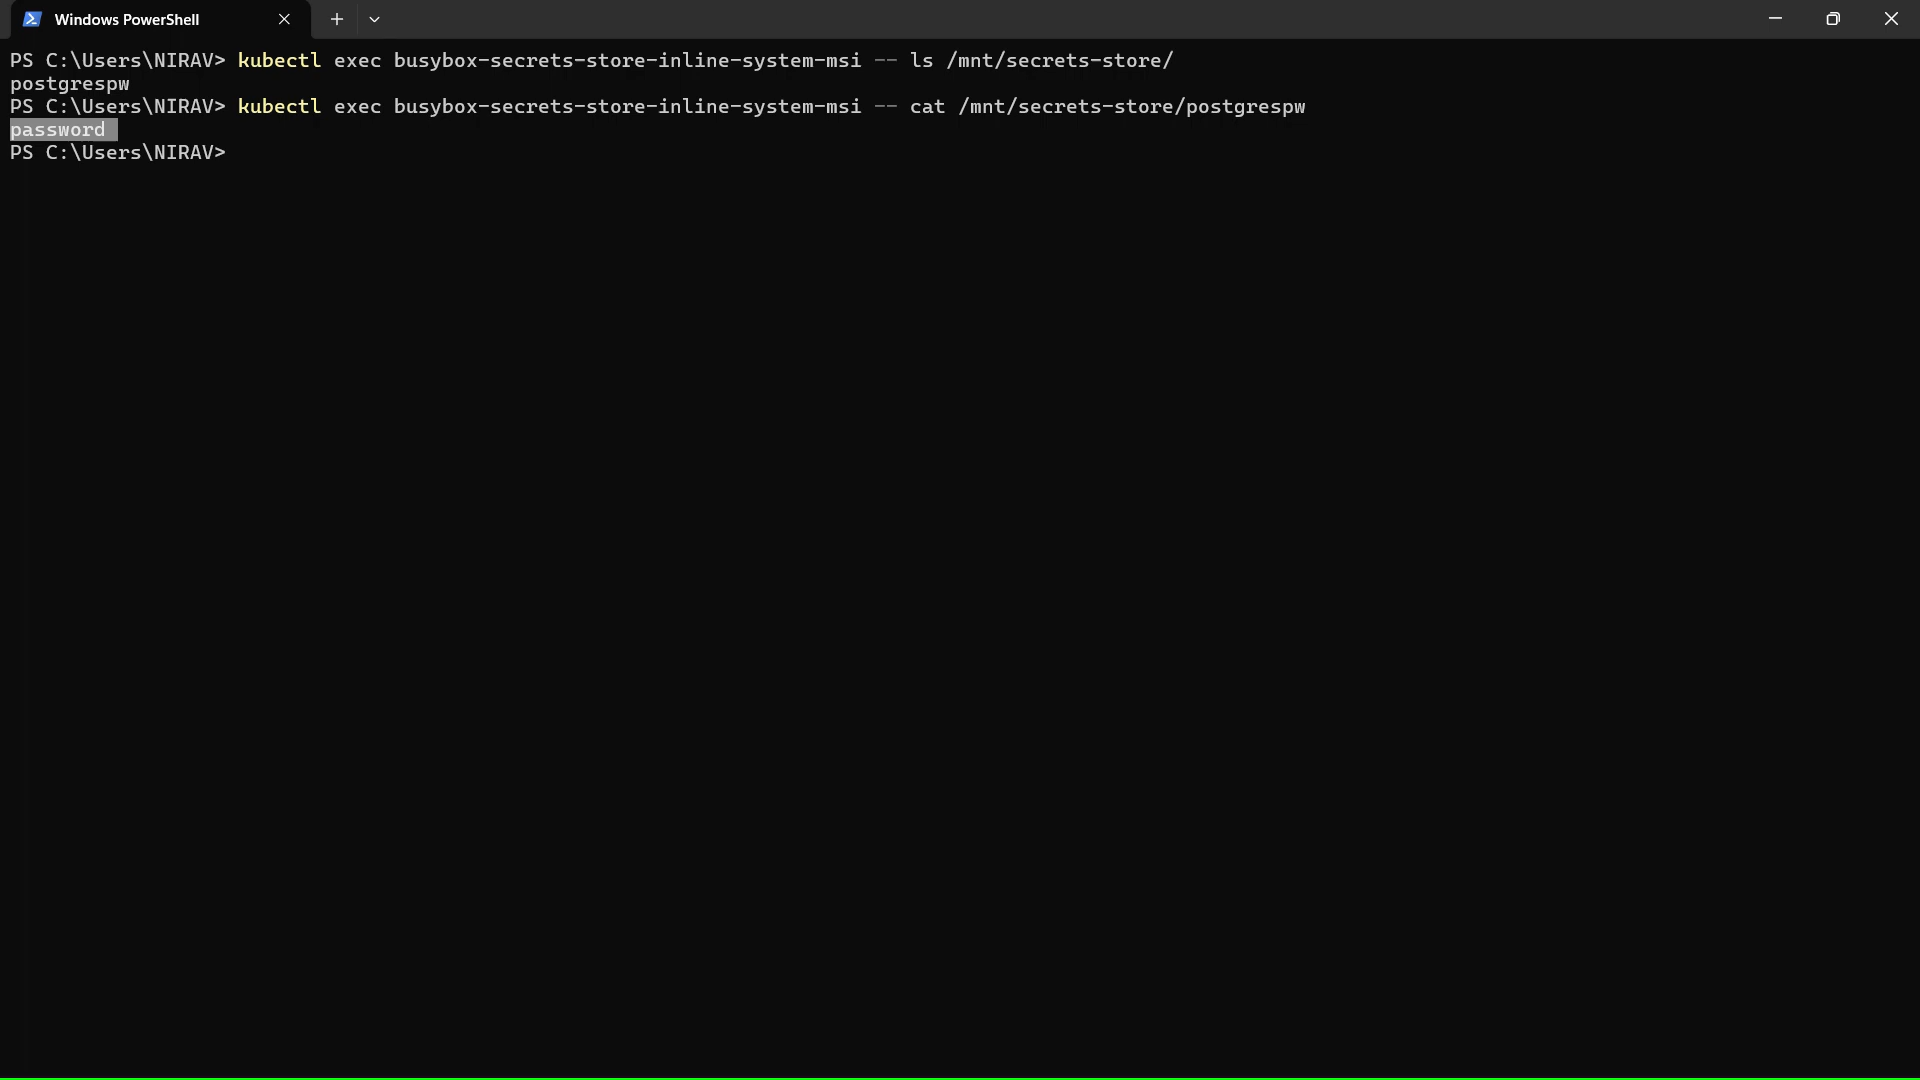 Windows PowerShell
PS C:\Users\NIRAV> kubectl exec busybox-secrets-store-inline-system-msi -- ls /mnt/secrets-store/
postgrespw
PS C:\Users\NIRAV> kubectl exec busybox-secrets-store-inline-system-msi -- cat /mnt/secrets-store/postgrespw
password
PS C:\Users\NIRAV>